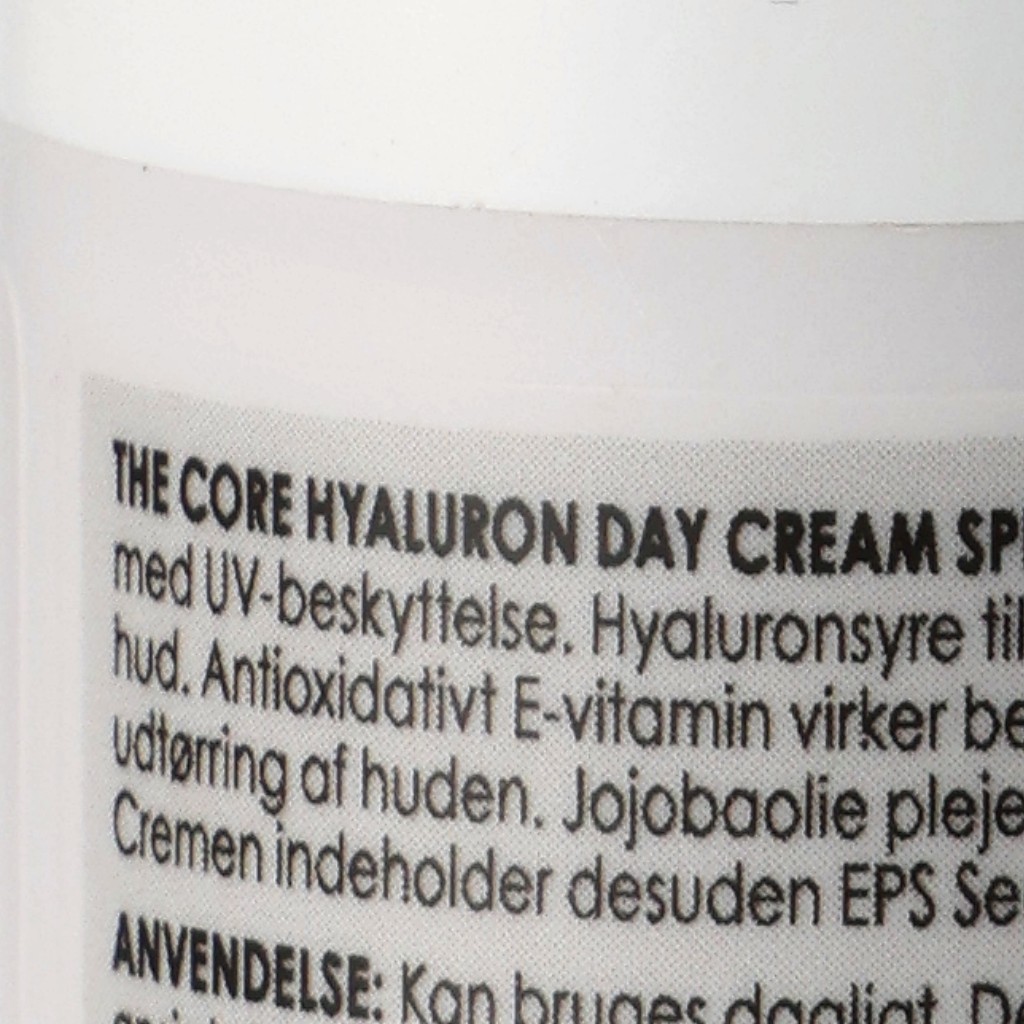 THE CORE HYALURON DAY CREAM
med UV-beskyttelse. Hyaluronsyre
hud. Antioxidativt E-vitamin virker
udtørring af huden. Jojobaolie
Cremen indeholder desuden EPS
ANVENDELSE: Kan bruges dagligt.